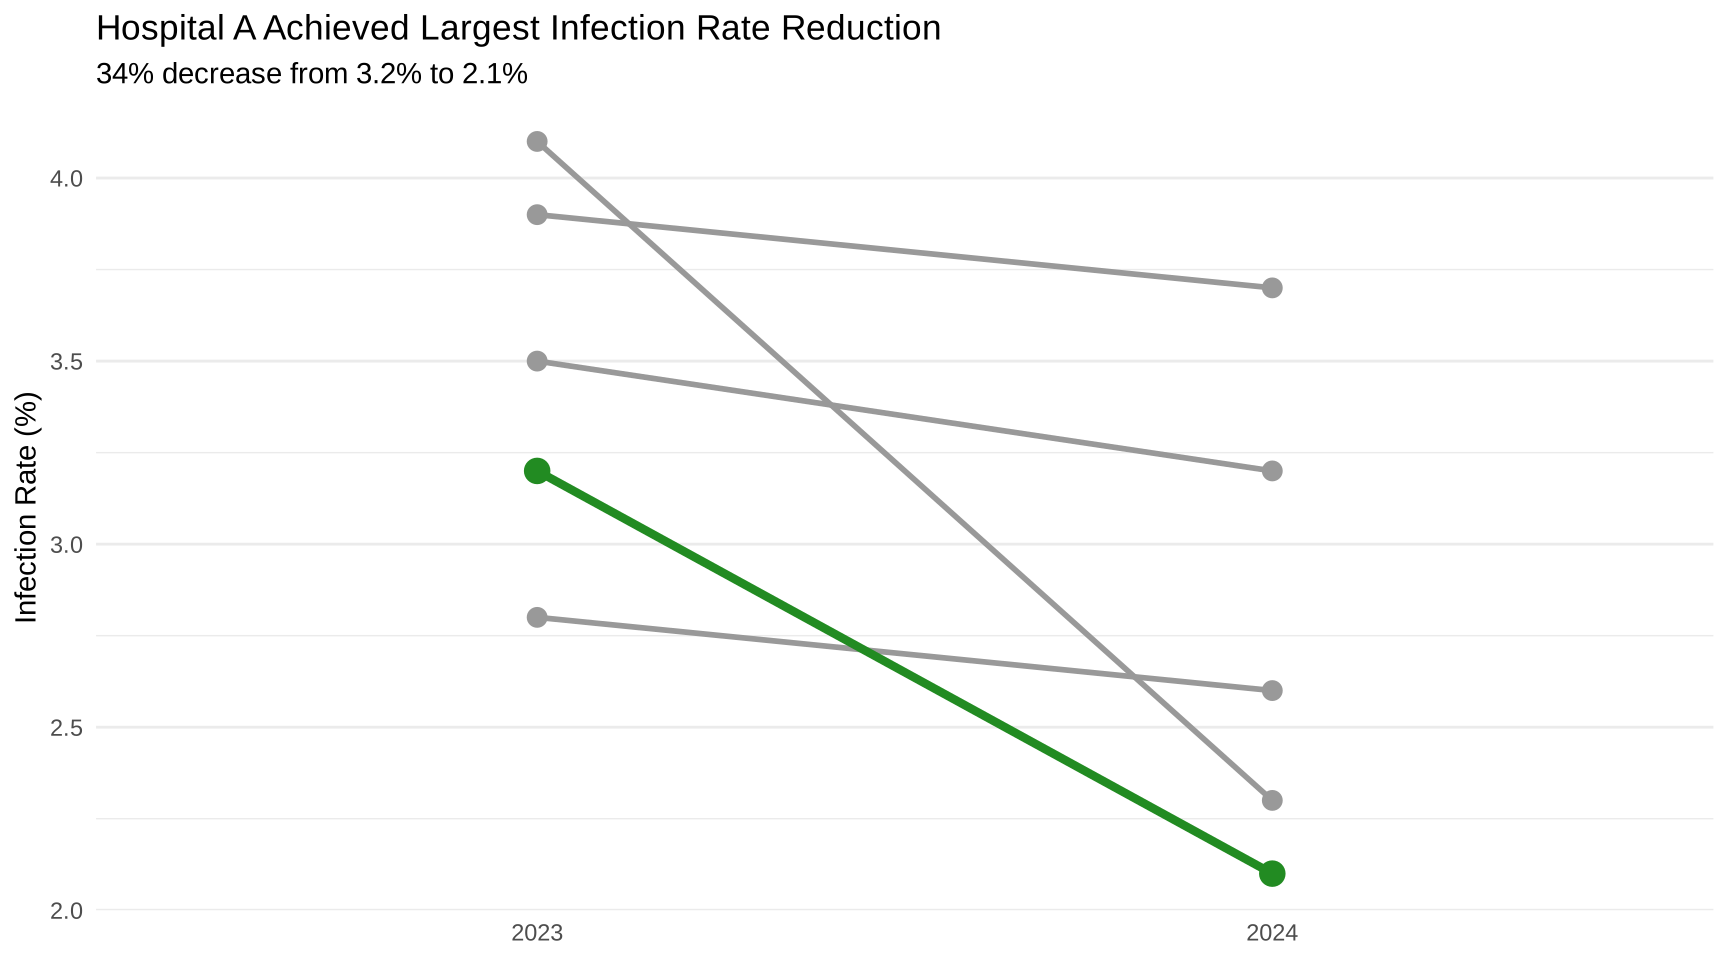 Hospital A Achieved Largest Infection Rate Reduction
34% decrease from 3.2% to 2.1%
Infection Rate (%)
4.0
3.5
3.0
2.5
2.0
2023
2024